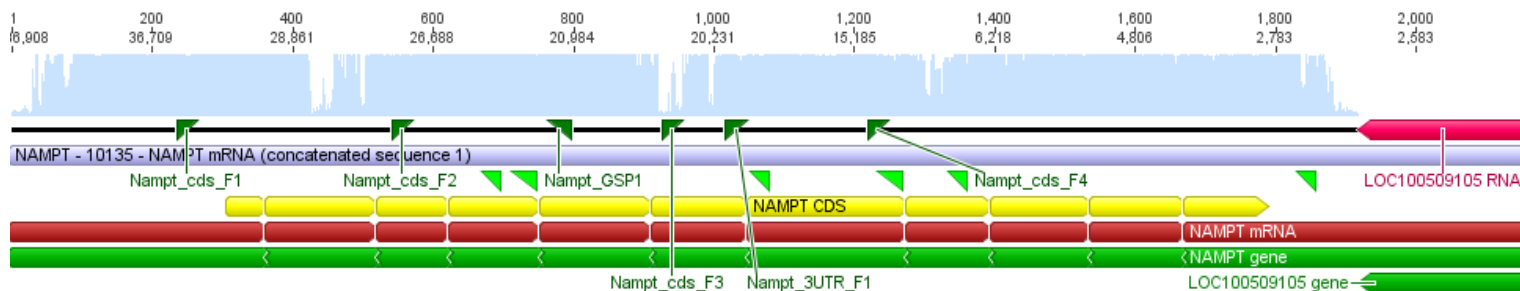 1 200 400 600 800 1,000 1,200 1,400 1,600 1,800 2,000
6,908 36,709 28,861 26,688 20,984 20,231 15,185 6,218 4,806 2,783 2,583
NAMPT - 10135 - NAMPT mRNA (concatenated sequence 1)
Nampt_cds_F1 Nampt_cds_F2 Nampt_GSP1 Nampt_cds_F4 LOC100509105 RNA
NAMPT CDS
NAMPT mRNA
NAMPT gene
Nampt_cds_F3 Nampt_3UTR_F1 LOC100509105 gene